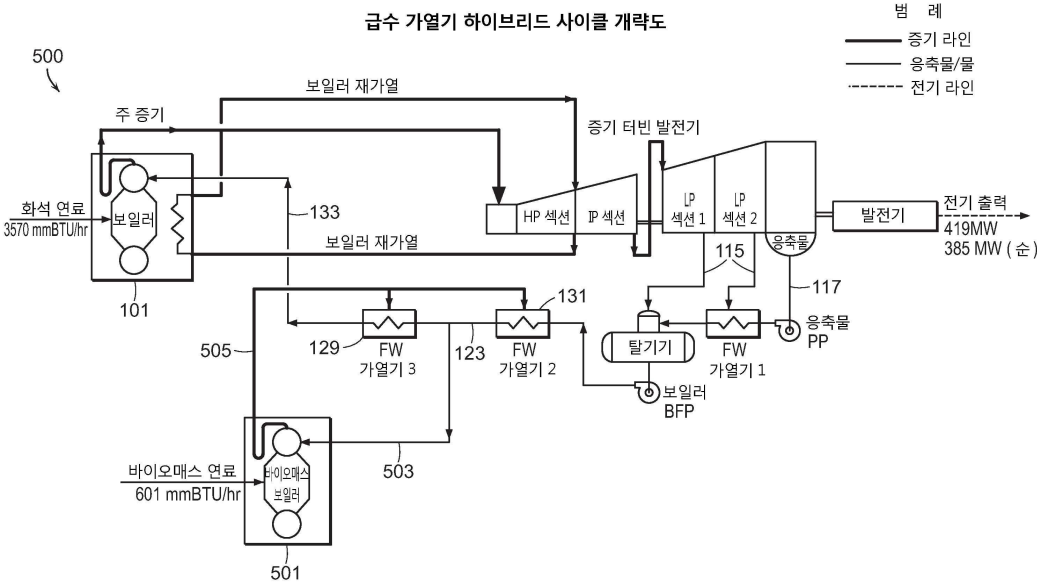 급수 가열기 하이브리드 사이클 개략도
범 례
증기 라인
응축물/물
전기 라인
500
보일러 재가열
주 증기
증기 터빈 발전기
화석 연료
3570 mmBTU/hr
보일러
133
HP 섹션
IP 섹션
LP
섹션 1
LP
섹션 2
응축물
발전기
전기 출력
419MW
385 MW ( 순 )
보일러 재가열
101
115
117
131
129
123
FW
가열기 3
FW
가열기 2
탈기기
FW
가열기 1
응축물
PP
보일러
BFP
505
503
바이오매스 연료
601 mmBTU/hr
바이오매스
보일러
501